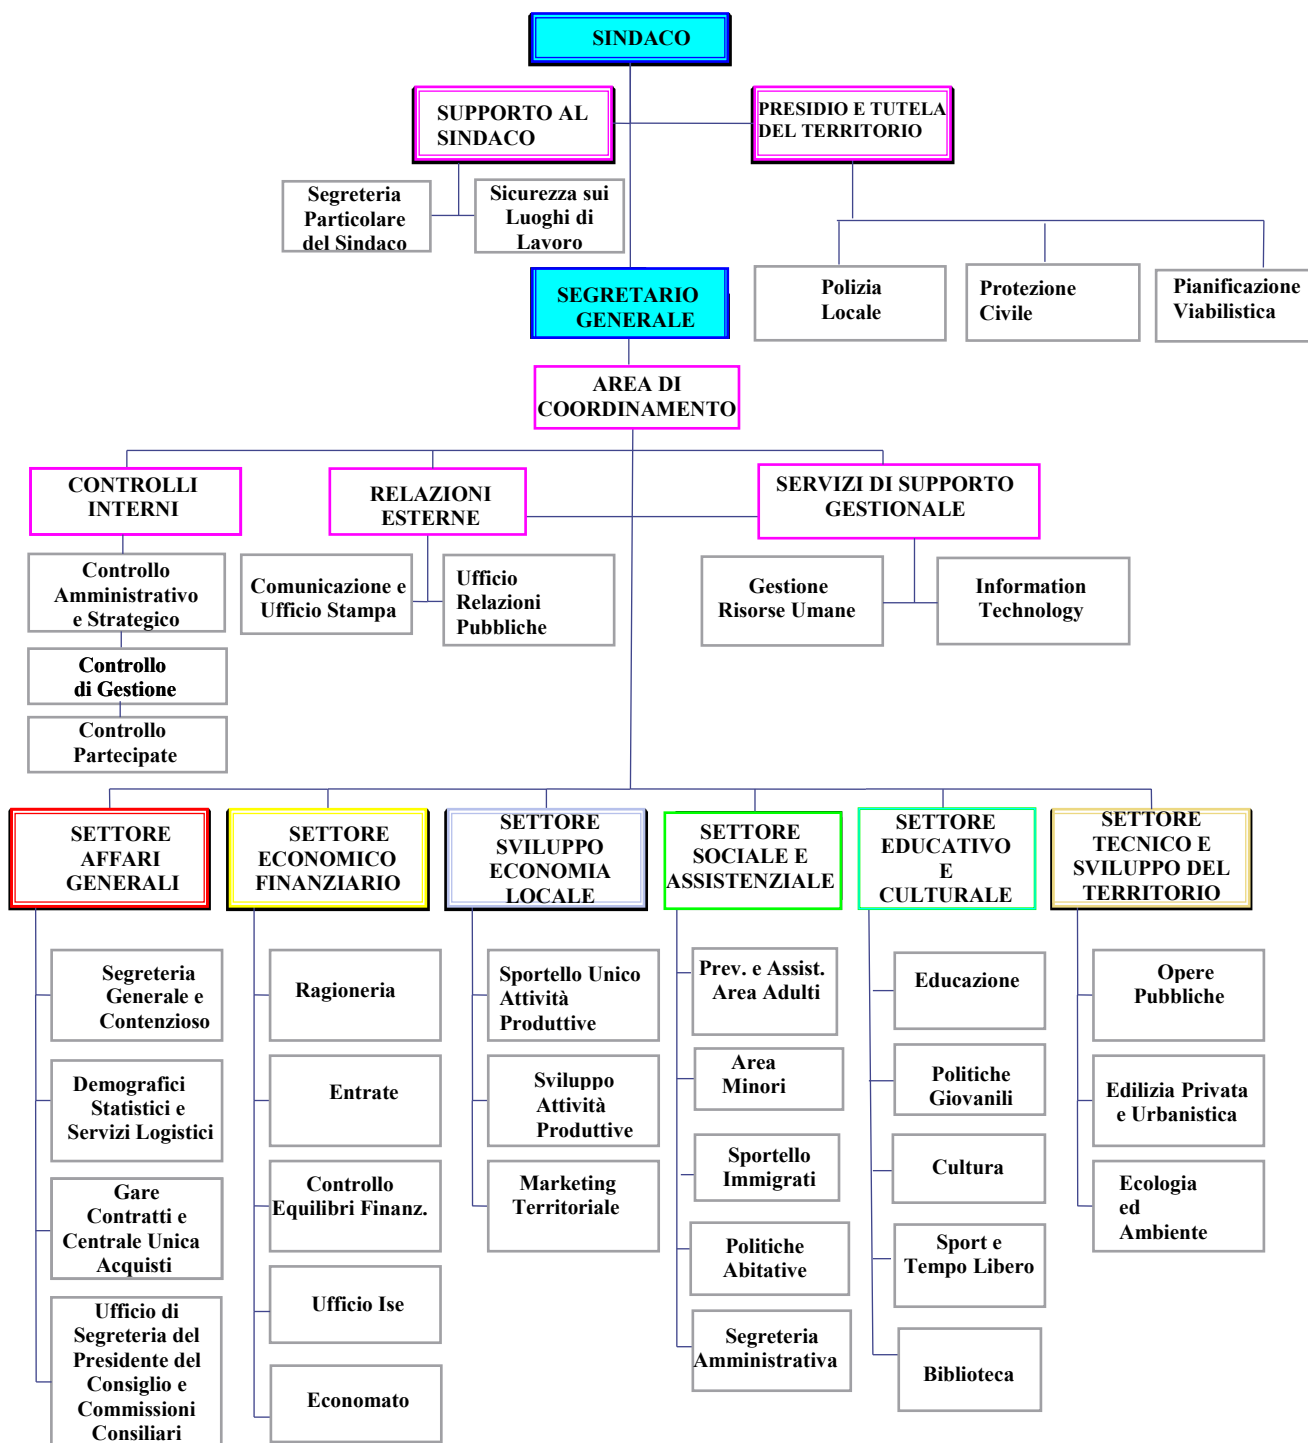 SINDACO
SUPPORTO AL
SINDACO
PRESIDIO E TUTELA
DEL TERRITORIO
Segreteria
Particolare
del Sindaco
Sicurezza sui
Luoghi di
Lavoro
Polizia
Locale
Protezione
Civile
Pianificazione
Viabilistica
SEGRETARIO
GENERALE
AREA DI
COORDINAMENTO
CONTROLLI
INTERNI
RELAZIONI
ESTERNE
SERVIZI DI SUPPORTO
GESTIONALE
Controllo
Amministrativo
e Strategico
Comunicazione e
Ufficio Stampa
Ufficio
Relazioni
Pubbliche
Gestione
Risorse Umane
Information
Technology
Controllo
di Gestione
Controllo
Partecipate
SETTORE
AFFARI
GENERALI
SETTORE
ECONOMICO
FINANZIARIO
SETTORE
SVILUPPO
ECONOMIA
LOCALE
SETTORE
SOCIALE E
ASSISTENZIALE
SETTORE
EDUCATIVO
E
CULTURALE
SETTORE
TECNICO E
SVILUPPO DEL
TERRITORIO
Segreteria
Generale e
Contenzioso
Demografici
Statistici e
Servizi Logistici
Gare
Contratti e
Centrale Unica
Acquisti
Ufficio di
Segreteria del
Presidente del
Consiglio e
Commissioni
Consiliari
Ragioneria
Entrate
Controllo
Equilibri Finanz.
Ufficio Ise
Economato
Sportello Unico
Attività
Produttive
Sviluppo
Attività
Produttive
Marketing
Territoriale
Prev. e Assist.
Area Adulti
Area
Minori
Sportello
Immigrati
Politiche
Abitative
Segreteria
Amministrativa
Educazione
Politiche
Giovanili
Cultura
Sport e
Tempo Libero
Biblioteca
Opere
Pubbliche
Edilizia Privata
e Urbanistica
Ecologia
ed
Ambiente